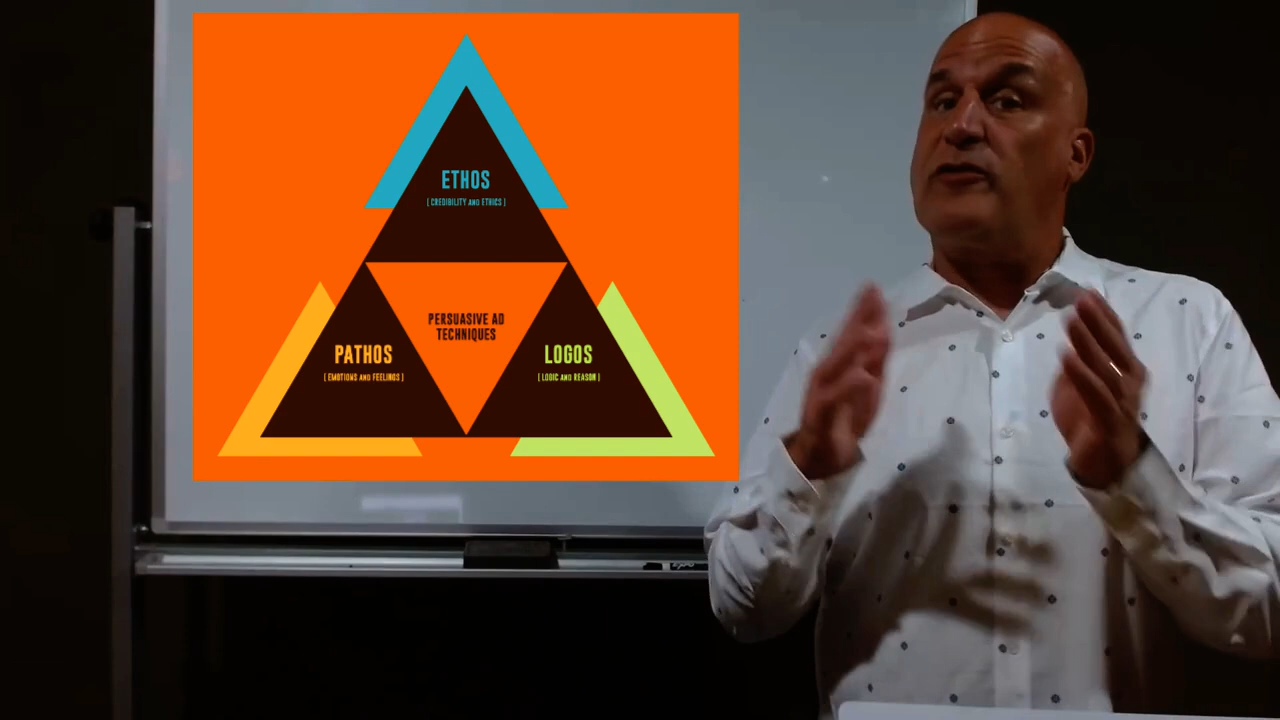 ETHOS
[ CREDIBILITY AND ETHICS ]
PERSUASIVE AD
TECHNIQUES
PATHOS
[ EMOTIONS AND FEELINGS ]
LOGOS
[ LOGIC AND REASON ]